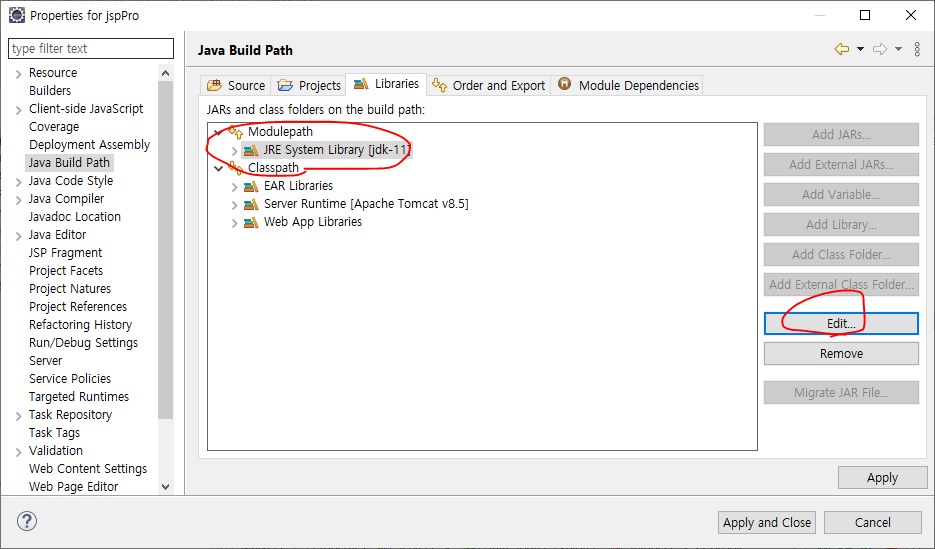 Properties for jspPro
type filter text
Resource
Builders
Client-side JavaScript
Coverage
Deployment Assembly
Java Build Path
Java Code Style
Java Compiler
Javadoc Location
Java Editor
JSP Fragment
Project Facets
Project Natures
Project References
Refactoring History
Run/Debug Settings
Server
Service Policies
Targeted Runtimes
Task Repository
Task Tags
Validation
Web Content Settings
Web Page Editor
Java Build Path
Source Projects Libraries Order and Export M Module Dependencies
JARs and class folders on the build path:
Modulepath
JRE System Library [jdk-11]
Classpath
EAR Libraries
Server Runtime [Apache Tomcat v8.5]
Web App Libraries
Add JARs...
Add External JARs...
Add Variable...
Add Library...
Add Class Folder...
Add External Class Folder...
Edit...
Remove
Migrate JAR File...
Apply
? Apply and Close Cancel